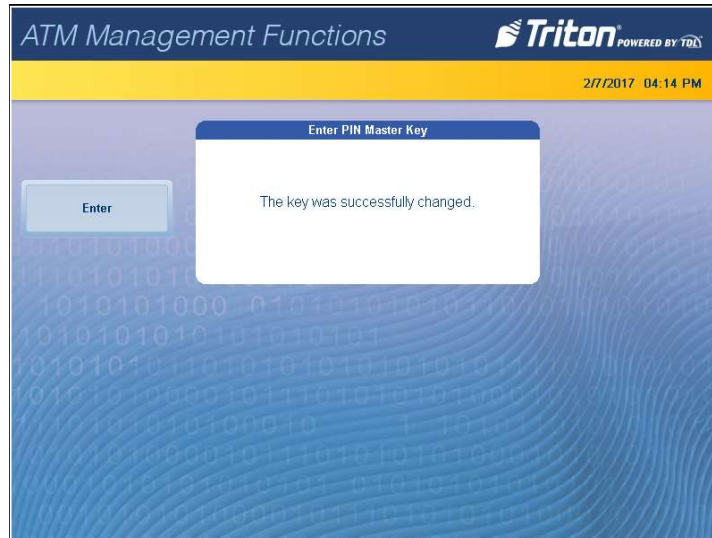 ATM Management Functions
Triton POWERED BY TDL
2/7/2017 04:14 PM
Enter PIN Master Key
Enter
The key was successfully changed.